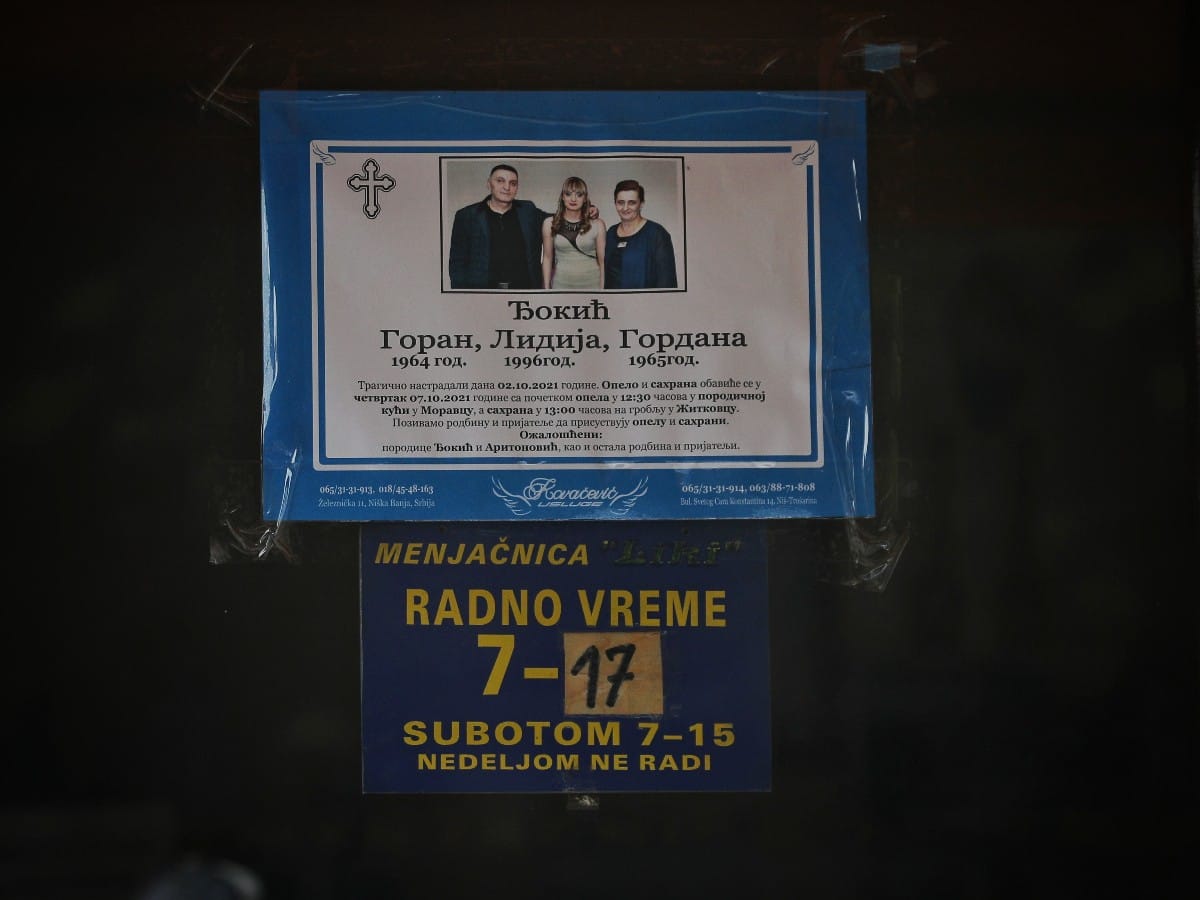 Ђокић
Горан, Лидија, Гордана
1964 год. 1996год. 1965год.
Трагично настрадали дана 02.10.2021 године. Опело и сахрана обавиће се у
четвртак 07.10.2021 године са почетком опела у 12:30 часова у породичној
кући у Моравцу, а сахрана у 13:00 часова на гробљу у Житковцу.
Позивамо родбину и пријатеље да присуствују опелу и сахрани.
Ожалошћени:
породице Ђокић и Аритоновић, као и остала родбина и пријатељи.
065/31-31-913, 018/45-48-163
Železnička 11, Niška Banja, Srbija
Kovačević
USLUGE
065/31-31-914, 063/88-71-808
Bul. Svetog Cara Konstantina 14, Niš-Trošarina
MENJAČNICA "Liki"
RADNO VREME
7–17
SUBOTOM 7–15
NEDELJOM NE RADI